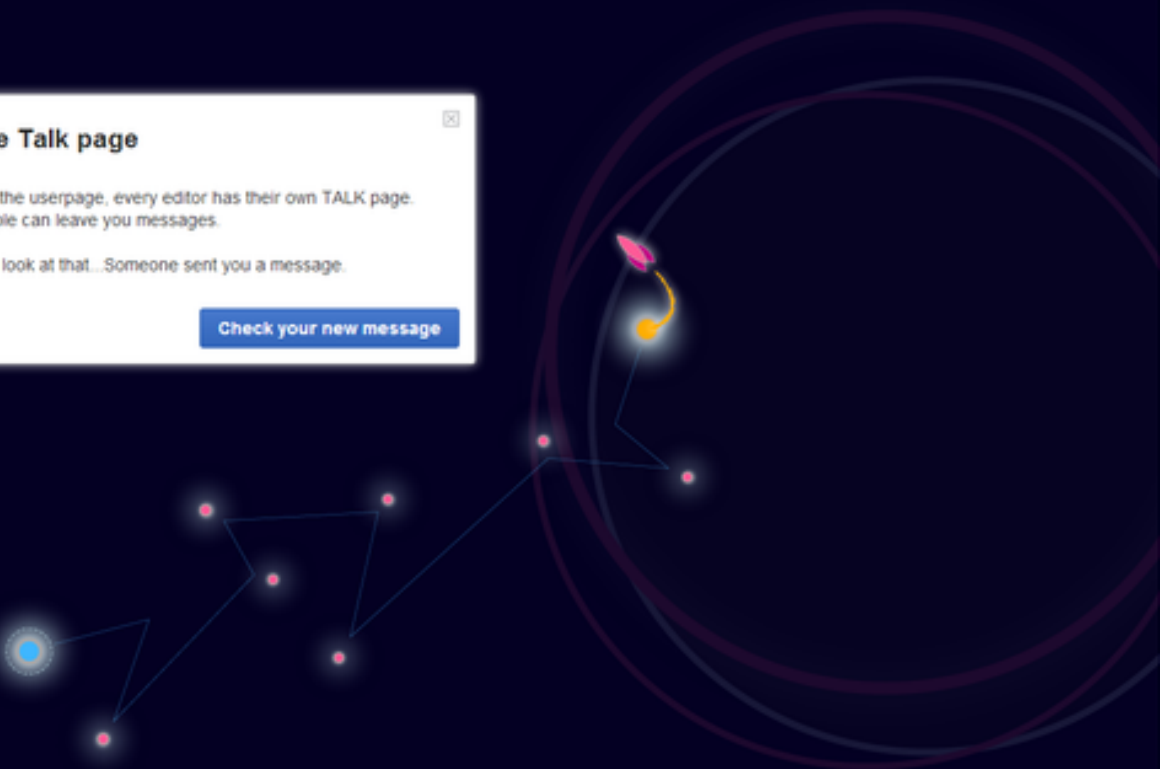 e Talk page
the userpage, every editor has their own TALK page.
ple can leave you messages.
look at that...Someone sent you a message.
Check your new message